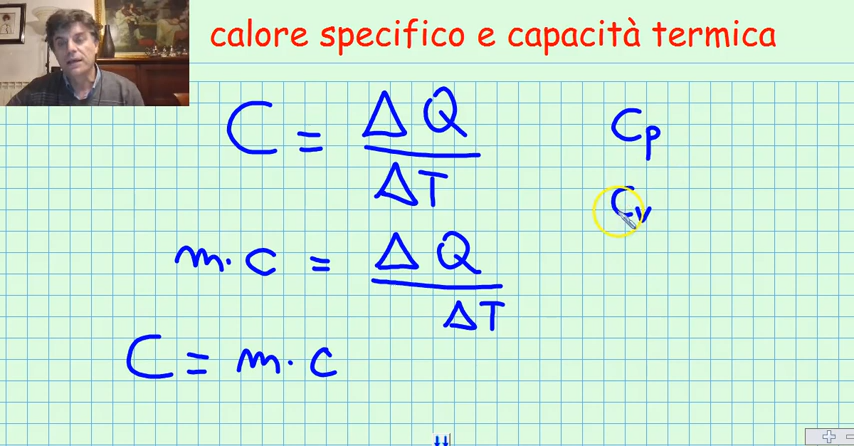 calore specifico e capacità termica
C = ΔQ / ΔT
m · c = ΔQ / ΔT
C = m · c
Cp
Cv